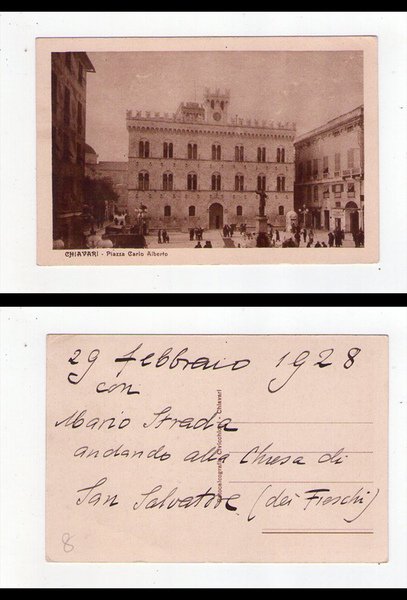 CHIAVARI - Piazza Carlo Alberto
29 febbraio 1928
con
Mario Strada
andando alla Chiesa di
San Salvatore (dei Fieschi)
8